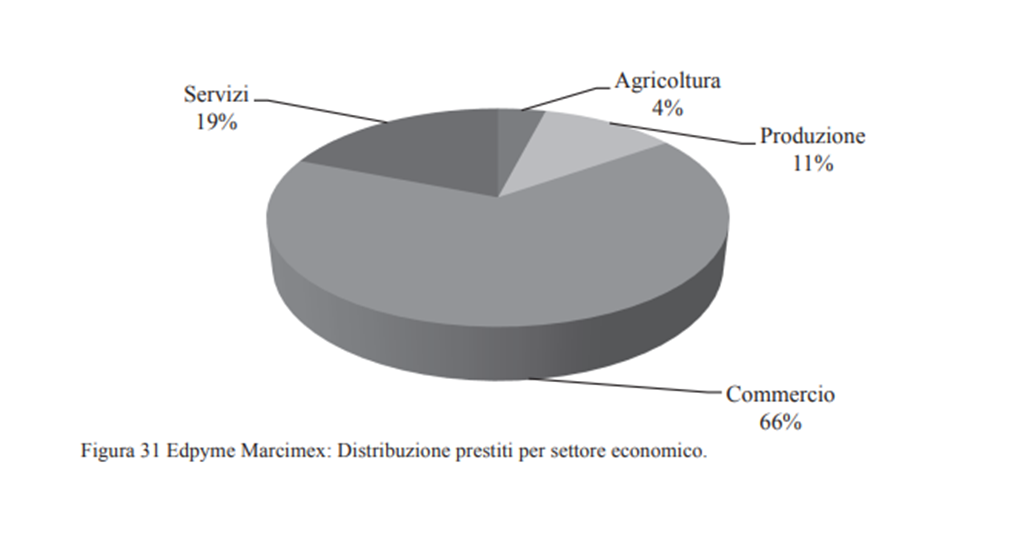 Agricoltura
4%
Servizi
19%
Produzione
11%
Commercio
66%
Figura 31 Edpyme Marcimex: Distribuzione prestiti per settore economico.